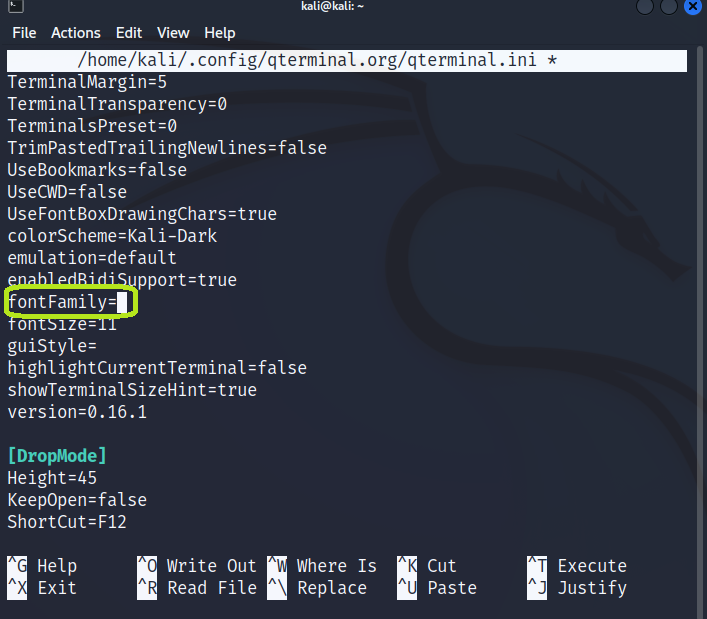 kali@kali: ~
File Actions Edit View Help
/home/kali/.config/qterminal.org/qterminal.ini *
TerminalMargin=5
TerminalTransparency=0
TerminalsPreset=0
TrimPastedTrailingNewlines=false
UseBookmarks=false
UseCWD=false
UseFontBoxDrawingChars=true
colorScheme=Kali-Dark
emulation=default
enabledBidiSupport=true
fontFamily=
fontSize=11
guiStyle=
highlightCurrentTerminal=false
showTerminalSizeHint=true
version=0.16.1
[DropMode]
Height=45
KeepOpen=false
ShortCut=F12
^G Help ^O Write Out ^W Where Is ^K Cut ^T Execute
^X Exit ^R Read File ^\ Replace ^U Paste ^J Justify